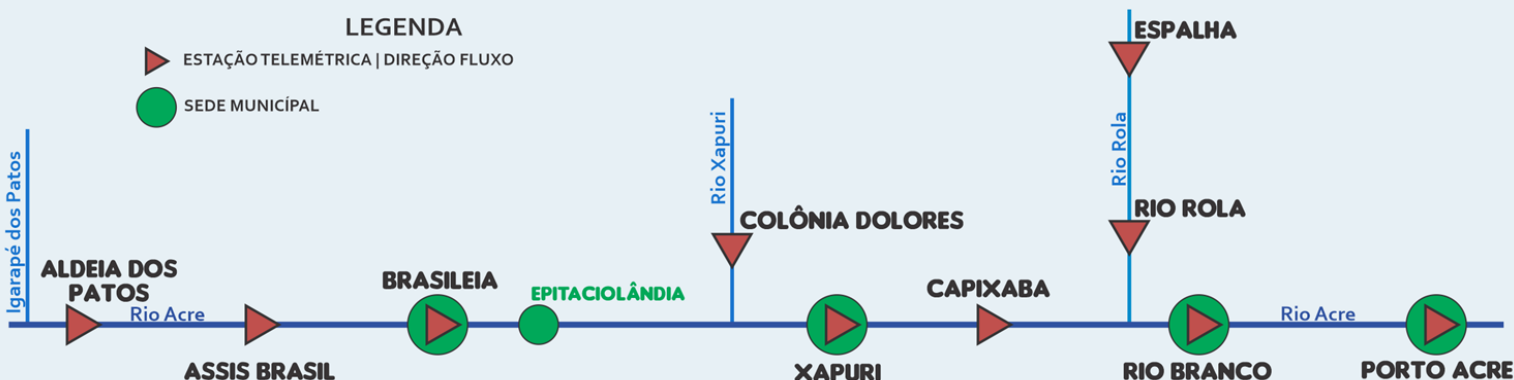 LEGENDA
ESTAÇÃO TELEMÉTRICA | DIREÇÃO FLUXO
SEDE MUNICÍPAL
Igarapé dos Patos
ALDEIA DOS
PATOS
Rio Acre
ASSIS BRASIL
BRASILEIA
EPITACIOLÂNDIA
Rio Xapuri
COLÔNIA DOLORES
XAPURI
CAPIXABA
ESPALHA
Rio Rola
RIO ROLA
RIO BRANCO
Rio Acre
PORTO ACRE